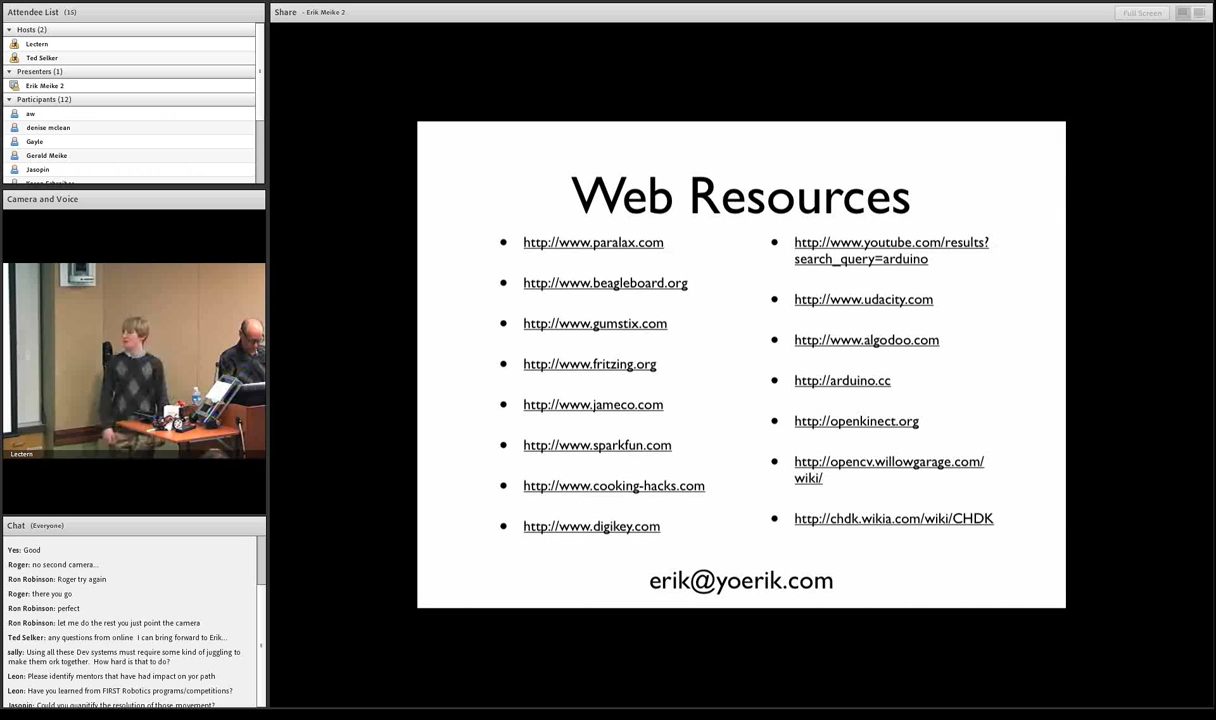 Attendee List (15)
Hosts (2)
Lectern
Ted Selker
Presenters (1)
Erik Meike 2
Participants (12)
aw
denise mclean
Gayle
Gerald Meike
Jasopin
Camera and Voice
Lectern
Chat (Everyone)
Yes: Good
Roger: no second camera...
Ron Robinson: Roger try again
Roger: there you go
Ron Robinson: perfect
Ron Robinson: let me do the rest you just point the camera
Ted Selker: any questions from online I can bring forward to Erik...
sally: Using all these Dev systems must require some kind of juggling to
make them ork together. How hard is that to do?
Leon: Please identify mentors that have had impact on yor path
Leon: Have you learned from FIRST Robotics programs/competitions?
Jasopin: Could you quanitify the resolution of those movement?
Share - Erik Meike 2
Full Screen
Web Resources
http://www.paralax.com
http://www.beagleboard.org
http://www.gumstix.com
http://www.fritzing.org
http://www.jameco.com
http://www.sparkfun.com
http://www.cooking-hacks.com
http://www.digikey.com
http://www.youtube.com/results?
search_query=arduino
http://www.udacity.com
http://www.algodoo.com
http://arduino.cc
http://openkinect.org
http://opencv.willowgarage.com/
wiki/
http://chdk.wikia.com/wiki/CHDK
erik@yoerik.com